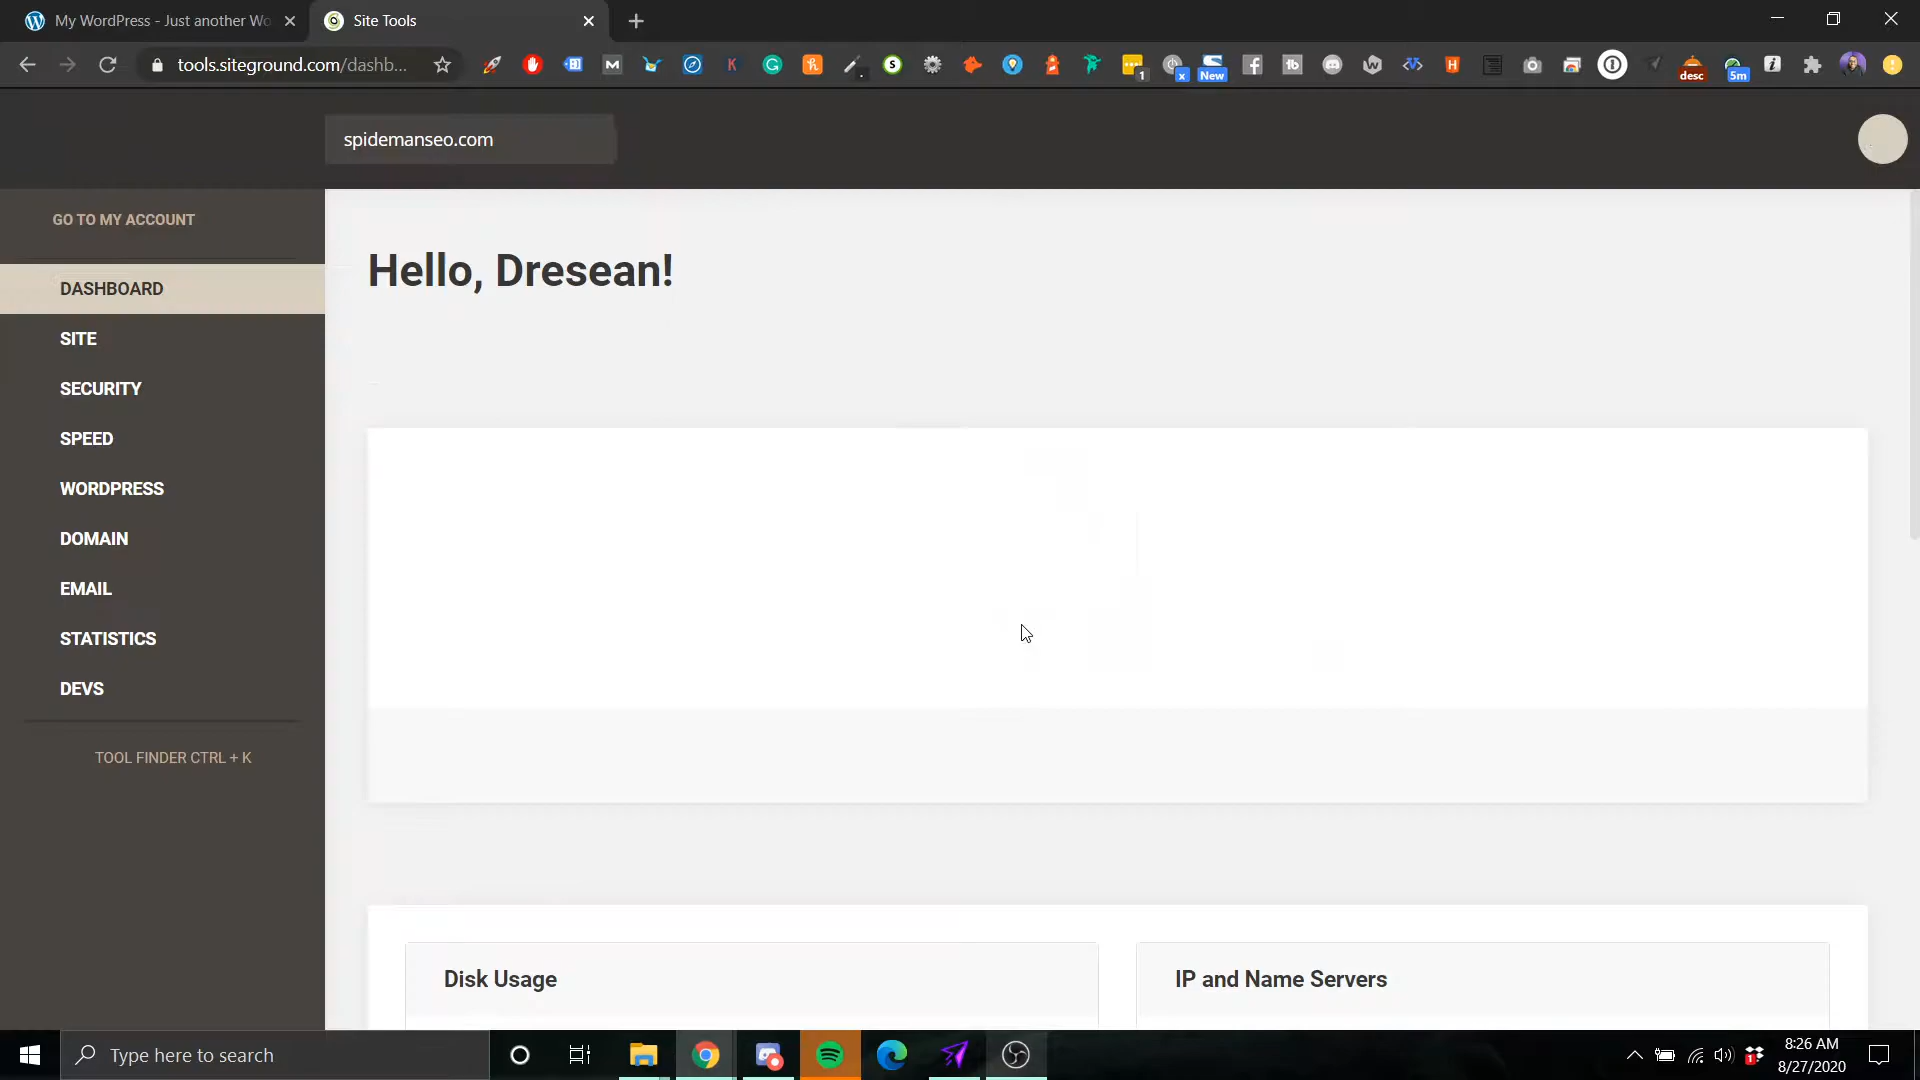 My WordPress - Just another Wo
Site Tools
tools.siteground.com/dashb...
1
x
New
desc
5m
spidemanseo.com
GO TO MY ACCOUNT
Hello, Dresean!
DASHBOARD
SITE
SECURITY
SPEED
WORDPRESS
DOMAIN
EMAIL
STATISTICS
DEVS
TOOL FINDER CTRL + K
Disk Usage
IP and Name Servers
Type here to search
8:26 AM
8/27/2020